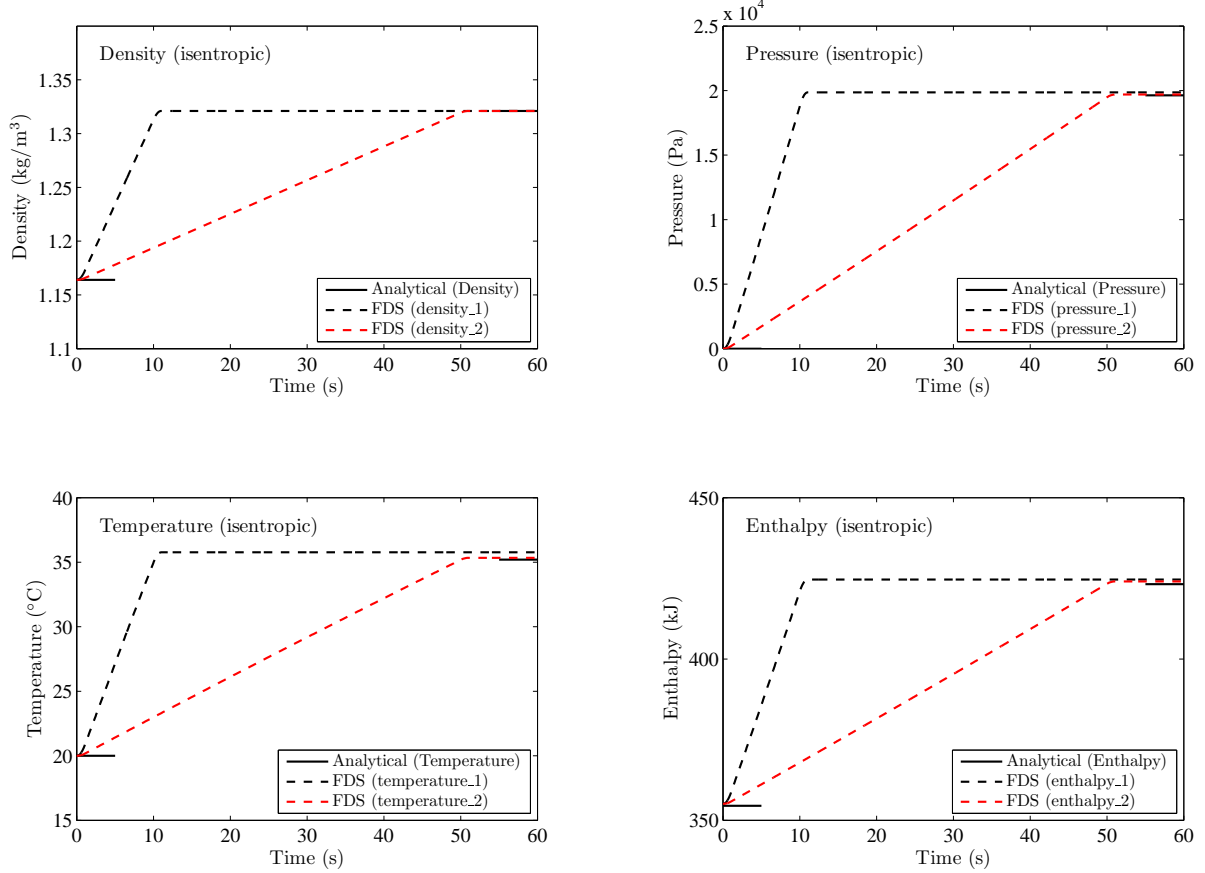 Density (isentropic)
1.35
1.3
1.25
1.2
1.15
1.1
Density (kg/m³)
0 10 20 30 40 50 60
Time (s)
Analytical (Density)
FDS (density_1)
FDS (density_2)
x 10⁴
Pressure (isentropic)
2.5
2
1.5
1
0.5
0
Pressure (Pa)
0 10 20 30 40 50 60
Time (s)
Analytical (Pressure)
FDS (pressure_1)
FDS (pressure_2)
Temperature (isentropic)
40
35
30
25
20
15
Temperature (°C)
0 10 20 30 40 50 60
Time (s)
Analytical (Temperature)
FDS (temperature_1)
FDS (temperature_2)
Enthalpy (isentropic)
450
400
350
Enthalpy (kJ)
0 10 20 30 40 50 60
Time (s)
Analytical (Enthalpy)
FDS (enthalpy_1)
FDS (enthalpy_2)